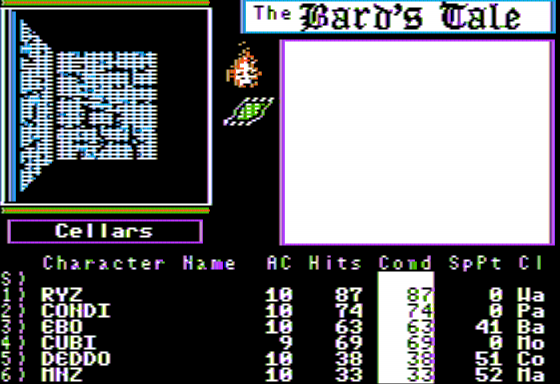 The Bard's Tale
Cellars
Character Name AC Hits Cond SpPt Cl
S)
1) RYZ 10 87 87 0 Wa
2) CONDI 10 74 74 0 Pa
3) EBO 10 63 63 41 Ba
4) CUBI 9 69 69 0 Mo
5) DEDDO 10 38 38 51 Co
6) MNZ 10 33 33 52 Ma